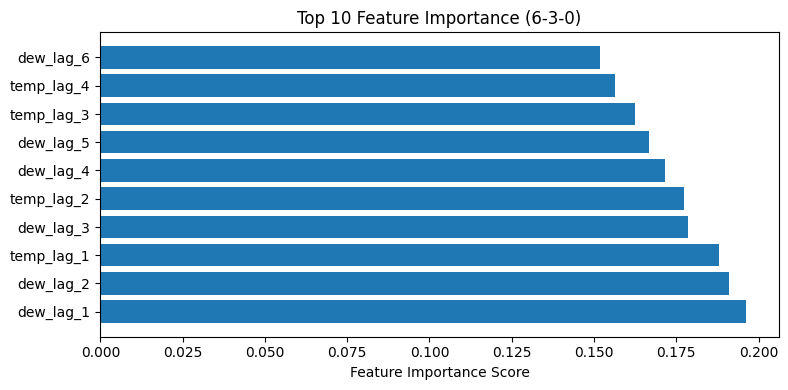 Top 10 Feature Importance (6-3-0)
dew_lag_6
temp_lag_4
temp_lag_3
dew_lag_5
dew_lag_4
temp_lag_2
dew_lag_3
temp_lag_1
dew_lag_2
dew_lag_1
0.000 0.025 0.050 0.075 0.100 0.125 0.150 0.175 0.200
Feature Importance Score